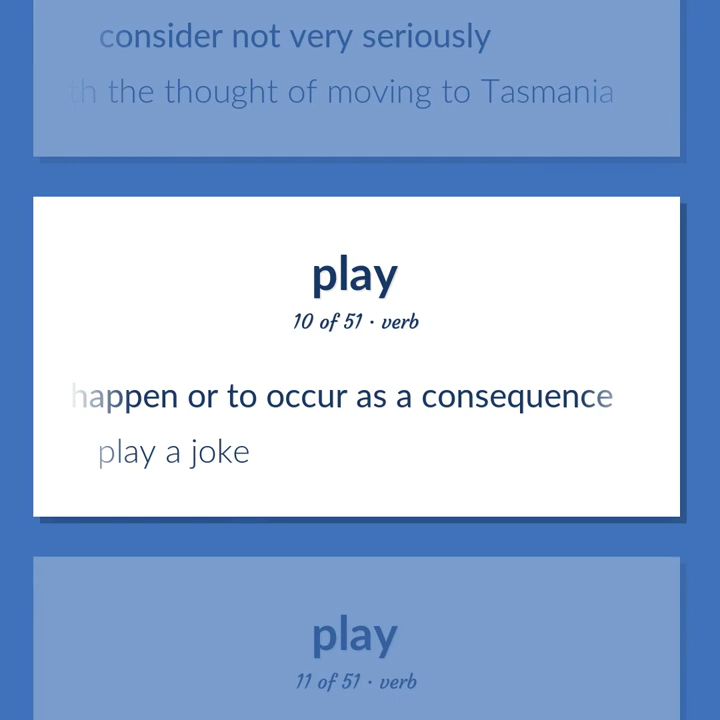 consider not very seriously
th the thought of moving to Tasmania
play
10 of 51 · verb
happen or to occur as a consequence
play a joke
play
11 of 51 · verb